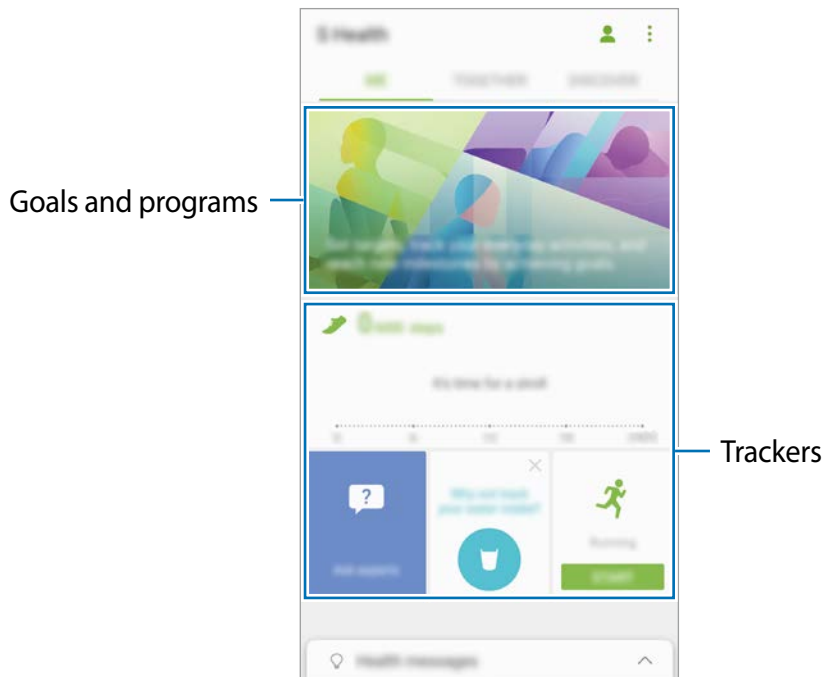 S Health
ME TOGETHER DISCOVER
Goals and programs
Set targets, track your everyday activities, and
reach new milestones by achieving goals.
steps
It's time for a stroll!
Trackers
?
Why not track
your water intake?
Ask experts
Running
START
Health messages